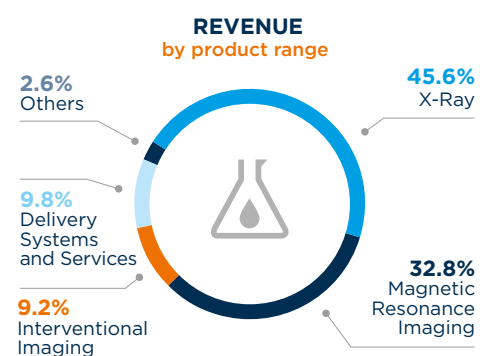 REVENUE
by product range
2.6%
Others
45.6%
X-Ray
9.8%
Delivery
Systems
and Services
9.2%
Interventional
Imaging
32.8%
Magnetic
Resonance
Imaging